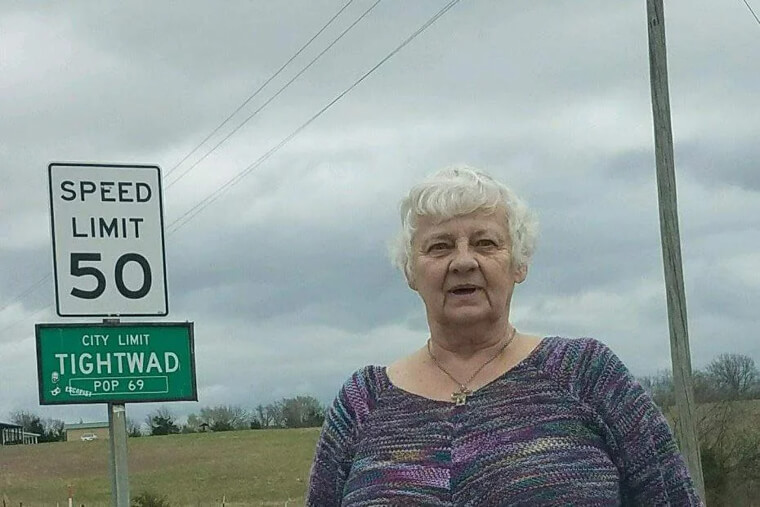 SPEED
LIMIT
50
CITY LIMIT
TIGHTWAD
POP 69